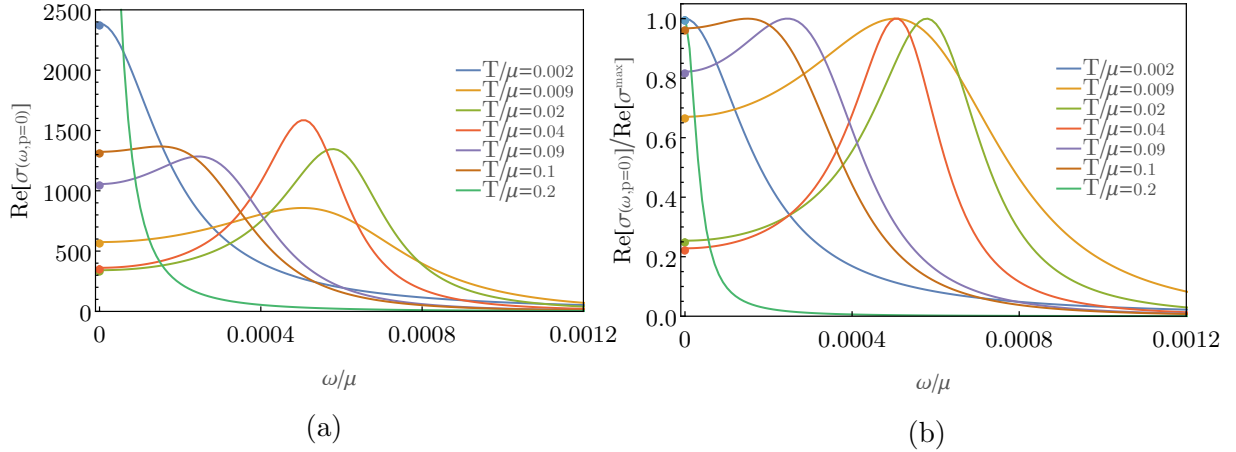 2500
2000
1500
1000
500
0
Re[σ(ω,p=0)]
T/μ=0.002
T/μ=0.009
T/μ=0.02
T/μ=0.04
T/μ=0.09
T/μ=0.1
T/μ=0.2
0 0.0004 0.0008 0.0012
ω/μ
(a)
1.0
0.8
0.6
0.4
0.2
0.0
Re[σ(ω,p=0)]/Re[σᵐᵃˣ]
T/μ=0.002
T/μ=0.009
T/μ=0.02
T/μ=0.04
T/μ=0.09
T/μ=0.1
T/μ=0.2
0 0.0004 0.0008 0.0012
ω/μ
(b)